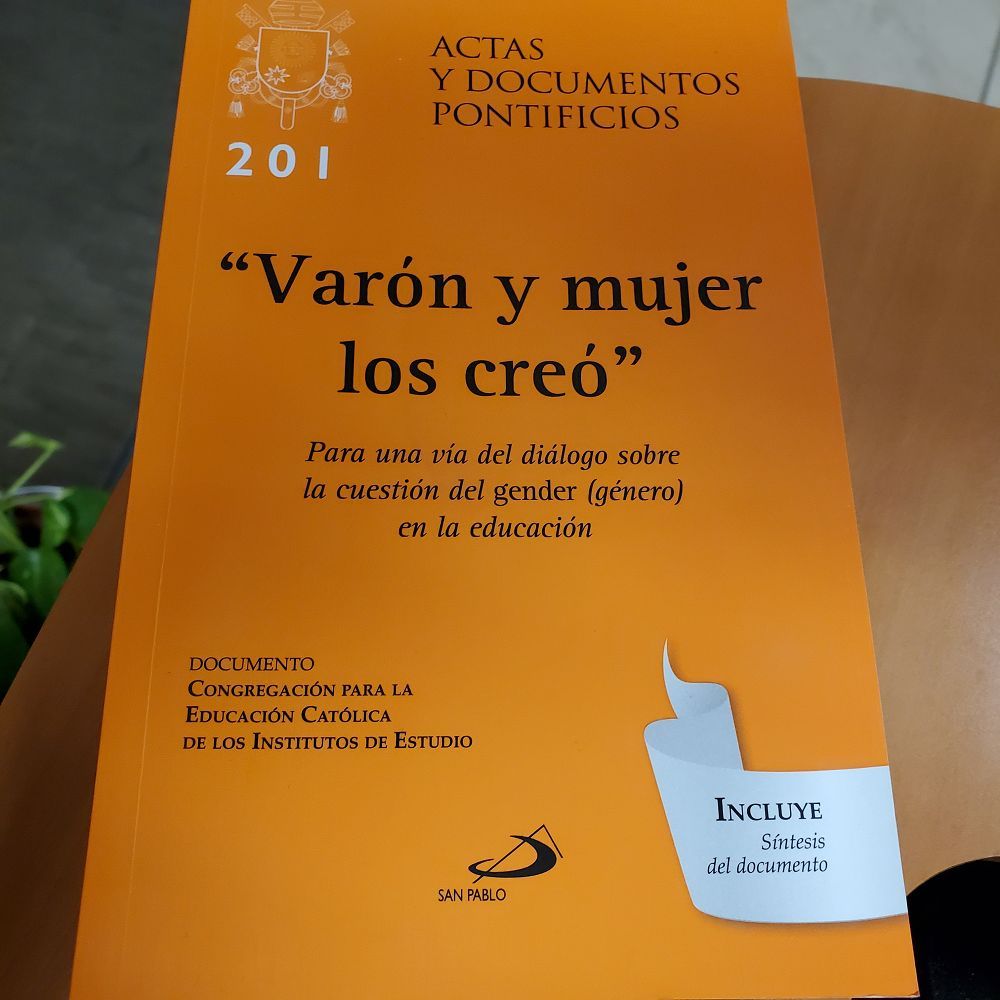 ACTAS
Y DOCUMENTOS
PONTIFICIOS
201
“Varón y mujer
los creó”
Para una vía del diálogo sobre
la cuestión del gender (género)
en la educación
DOCUMENTO
CONGREGACIÓN PARA LA
EDUCACIÓN CATÓLICA
DE LOS INSTITUTOS DE ESTUDIO
INCLUYE
Síntesis
del documento
SAN PABLO